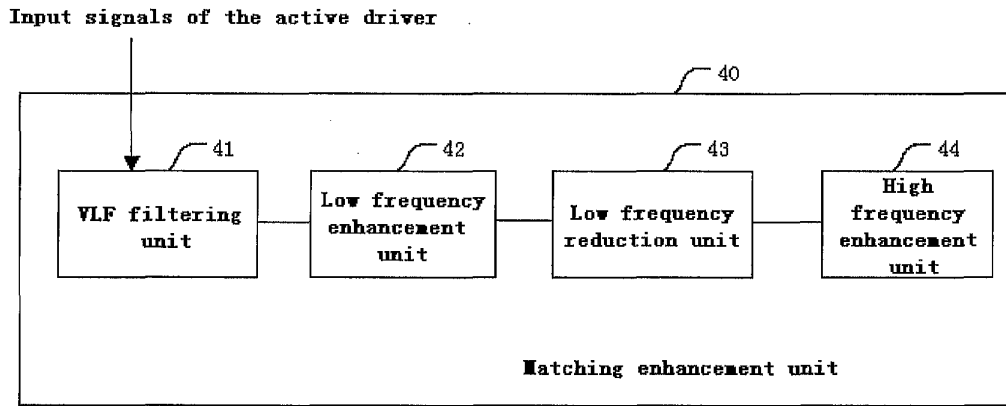 Input signals of the active driver
40
41
42
43
44
VLF filtering
unit
Low frequency
enhancement
unit
Low frequency
reduction unit
High
frequency
enhancement
unit
Matching enhancement unit